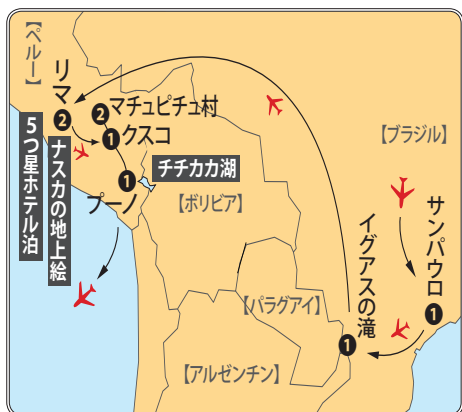 【ペルー】
リマ
2
5つ星ホテル泊
ナスカの地上絵
2
マチュピチュ村
1
クスコ
1
プーノ
チチカカ湖
【ボリビア】
【ブラジル】
サンパウロ
1
イグアスの滝
1
【パラグアイ】
【アルゼンチン】